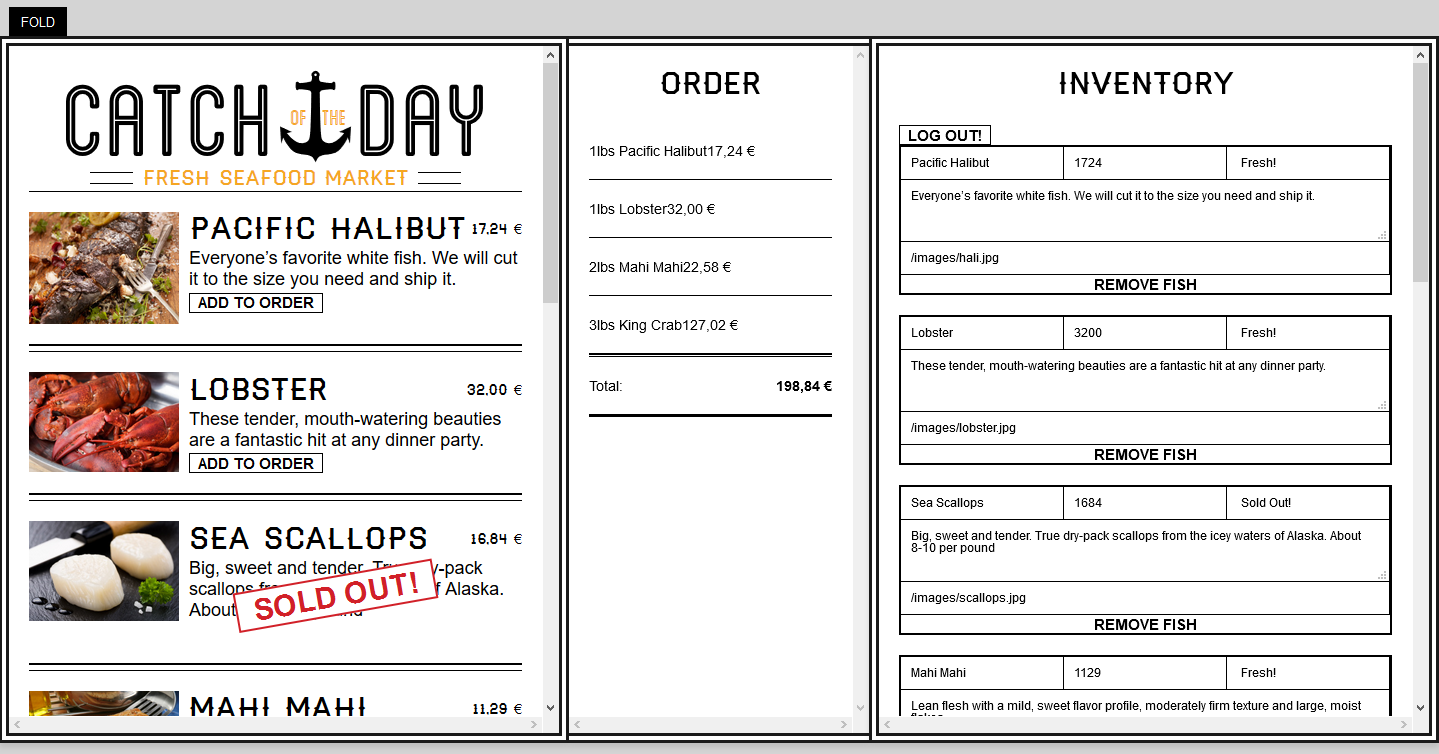 FOLD
CATCH OF THE DAY
FRESH SEAFOOD MARKET
PACIFIC HALIBUT 17,24 €
Everyone’s favorite white fish. We will cut
it to the size you need and ship it.
ADD TO ORDER
LOBSTER 32,00 €
These tender, mouth-watering beauties
are a fantastic hit at any dinner party.
ADD TO ORDER
SEA SCALLOPS 16,84 €
Big, sweet and tender. True dry-pack
scallops of Alaska.
About
SOLD OUT!
MAHI MAHI 11,29 €
ORDER
1lbs Pacific Halibut17,24 €
1lbs Lobster32,00 €
2lbs Mahi Mahi22,58 €
3lbs King Crab127,02 €
Total: 198,84 €
INVENTORY
LOG OUT!
Pacific Halibut 1724 Fresh!
Everyone’s favorite white fish. We will cut it to the size you need and ship it.
/images/hali.jpg
REMOVE FISH
Lobster 3200 Fresh!
These tender, mouth-watering beauties are a fantastic hit at any dinner party.
/images/lobster.jpg
REMOVE FISH
Sea Scallops 1684 Sold Out!
Big, sweet and tender. True dry-pack scallops from the icey waters of Alaska. About
8-10 per pound
/images/scallops.jpg
REMOVE FISH
Mahi Mahi 1129 Fresh!
Lean flesh with a mild, sweet flavor profile, moderately firm texture and large, moist